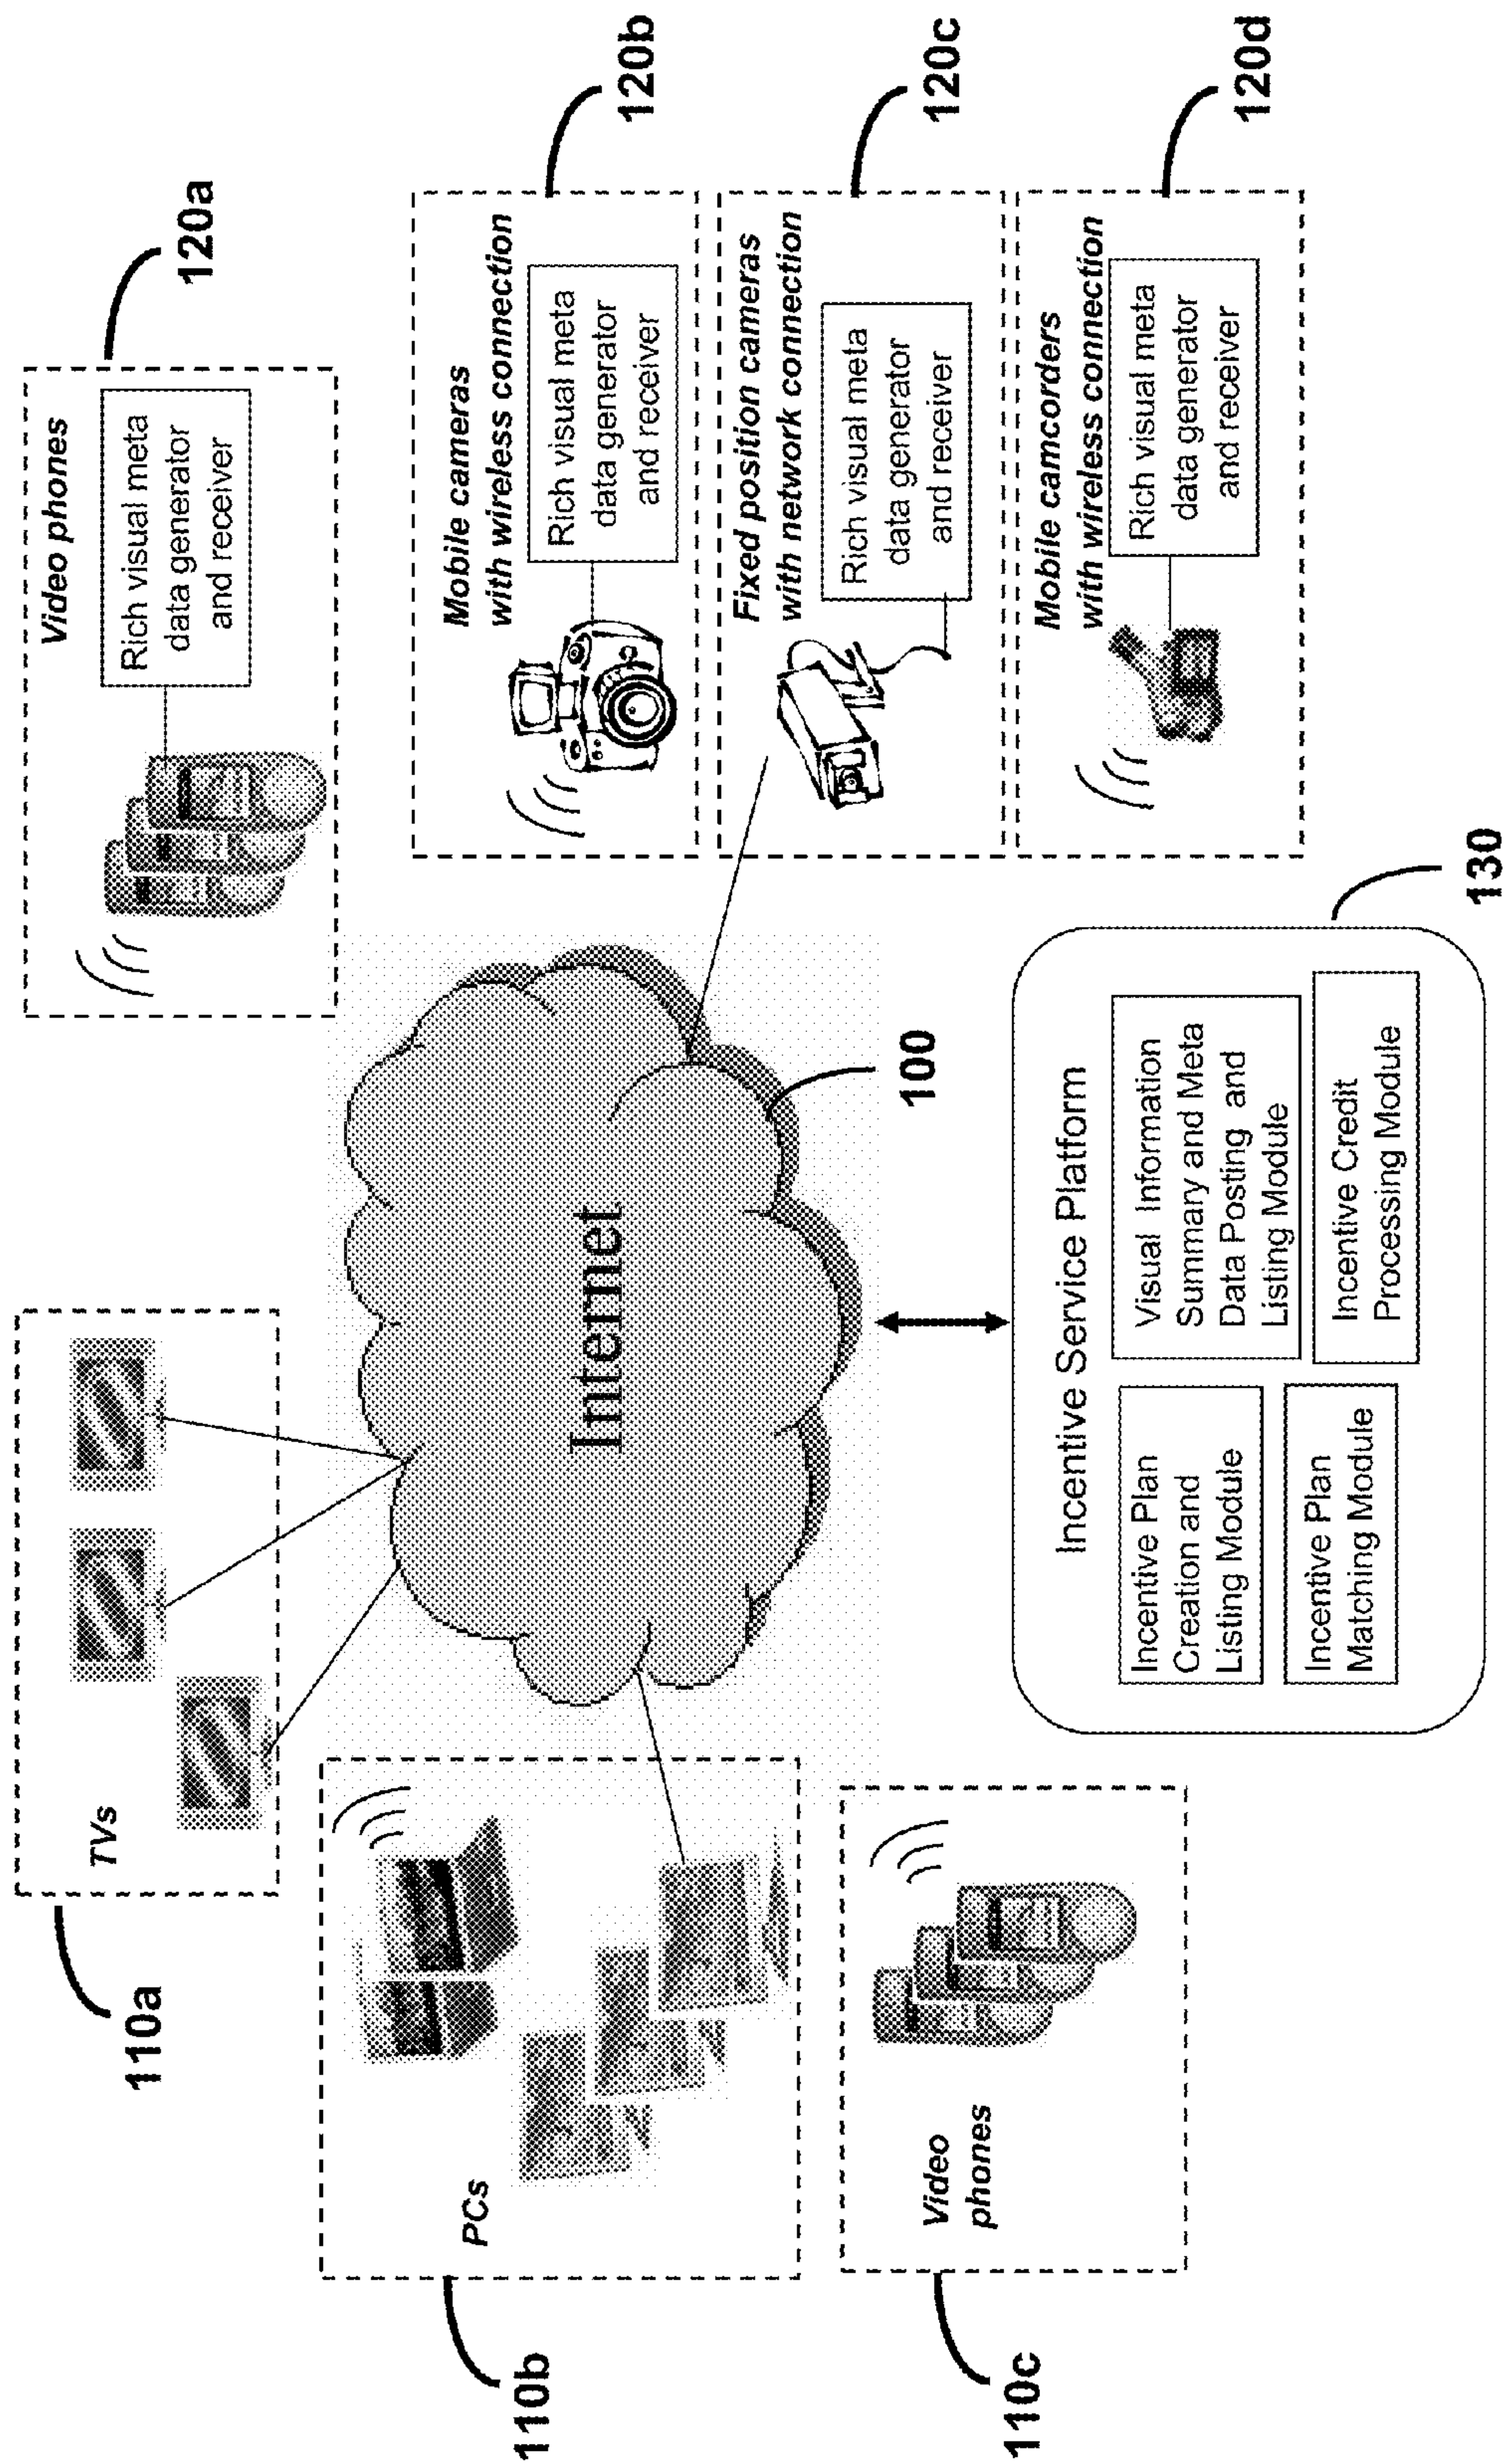 110a
TVs
120a
Video phones
Rich visual meta
data generator
and receiver
110b
PCs
Internet
100
120b
Mobile cameras
with wireless connection
Rich visual meta
data generator
and receiver
120c
Fixed position cameras
with network connection
Rich visual meta
data generator
and receiver
120d
Mobile camcorders
with wireless connection
Rich visual meta
data generator
and receiver
110c
Video
phones
130
Incentive Service Platform
Incentive Plan
Creation and
Listing Module
Visual Information
Summary and Meta
Data Posting and
Listing Module
Incentive Plan
Matching Module
Incentive Credit
Processing Module